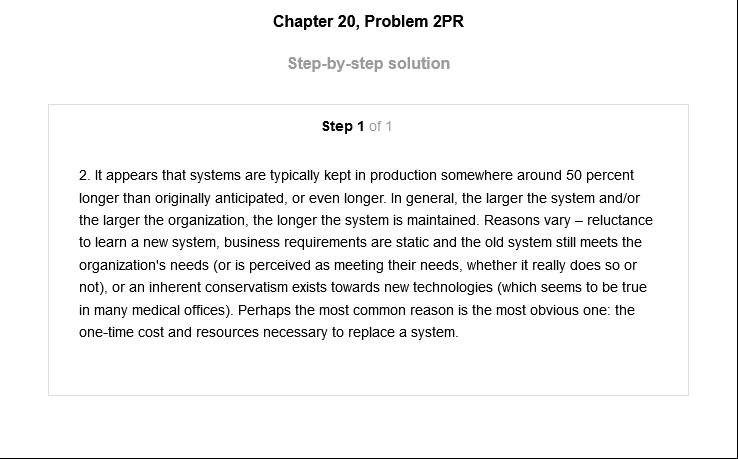 Chapter 20, Problem 2PR
Step-by-step solution
Step 1 of 1
2. It appears that systems are typically kept in production somewhere around 50 percent
longer than originally anticipated, or even longer. In general, the larger the system and/or
the larger the organization, the longer the system is maintained. Reasons vary – reluctance
to learn a new system, business requirements are static and the old system still meets the
organization's needs (or is perceived as meeting their needs, whether it really does so or
not), or an inherent conservatism exists towards new technologies (which seems to be true
in many medical offices). Perhaps the most common reason is the most obvious one: the
one-time cost and resources necessary to replace a system.